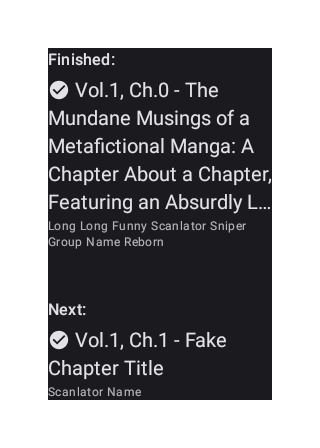 Finished:
Vol.1, Ch.0 - The
Mundane Musings of a
Metafictional Manga: A
Chapter About a Chapter,
Featuring an Absurdly L…
Long Long Funny Scanlator Sniper
Group Name Reborn
Next:
Vol.1, Ch.1 - Fake
Chapter Title
Scanlator Name